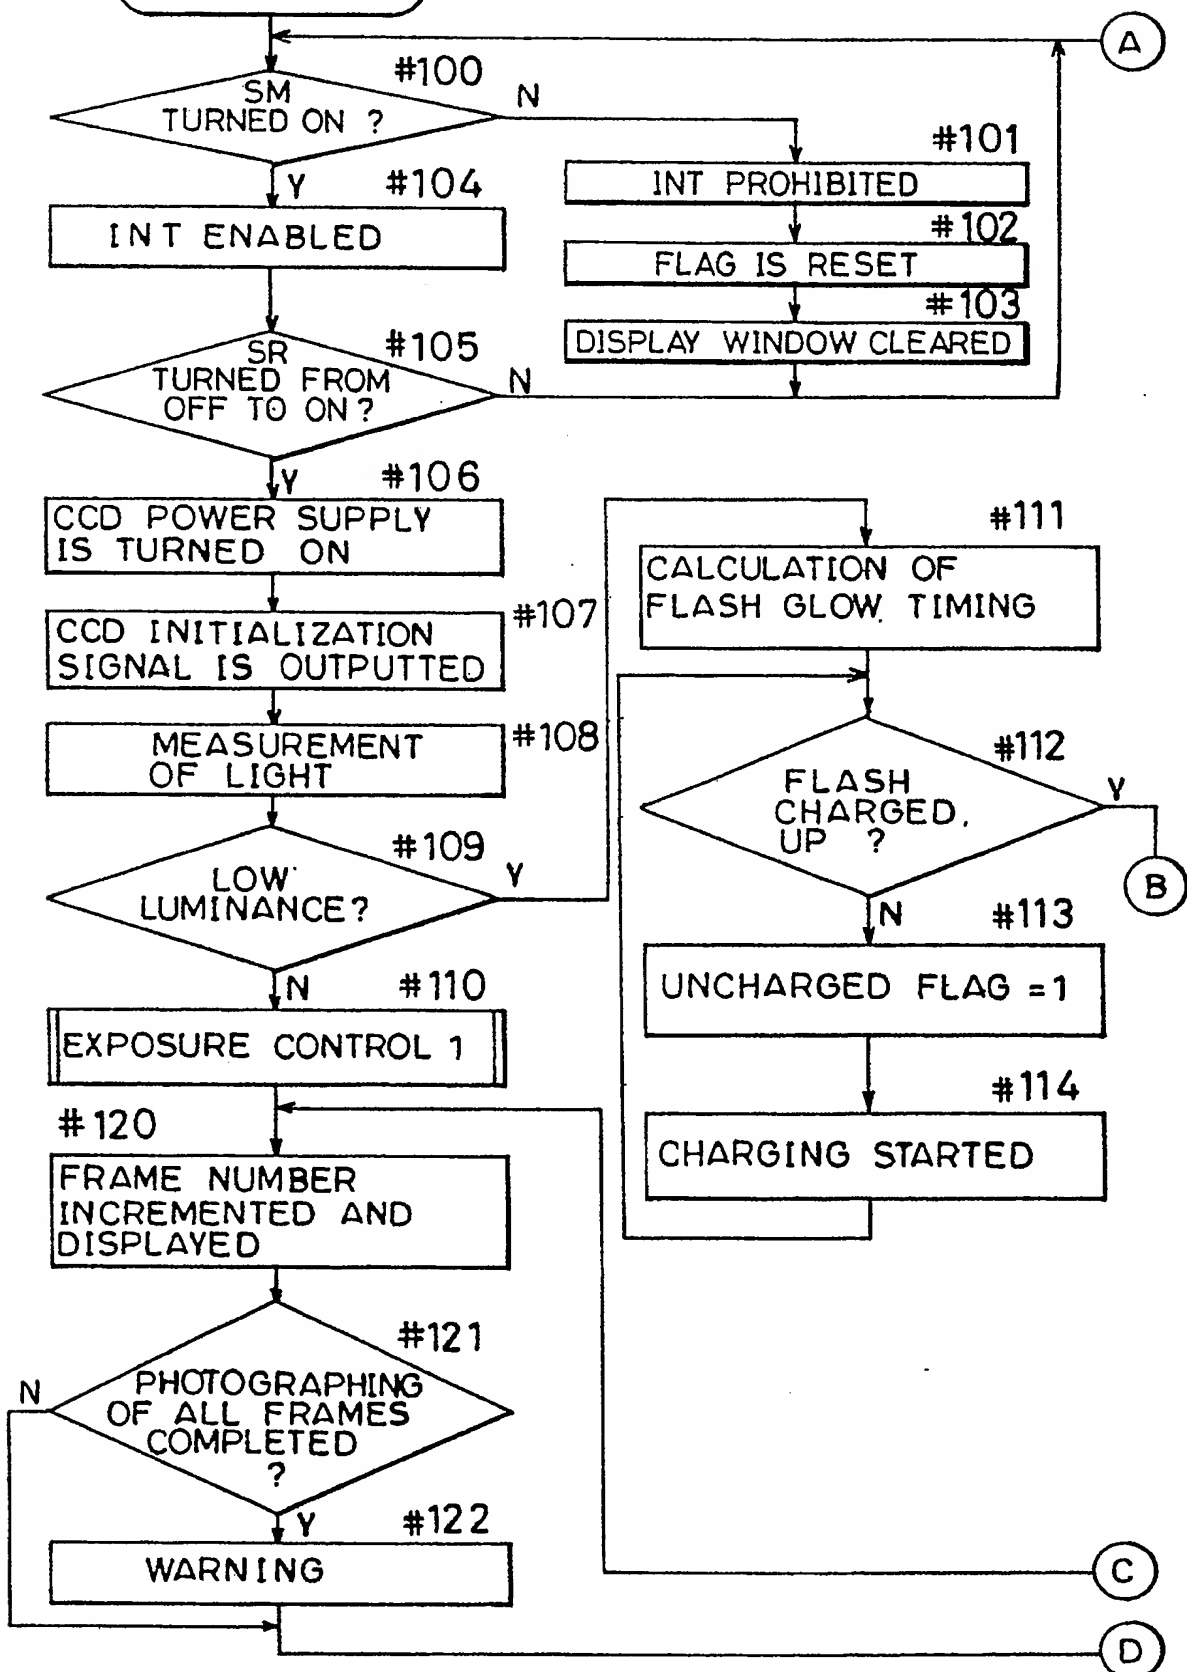 A
#100
SM
TURNED ON ?
N
Y
#101
INT PROHIBITED
#104
INT ENABLED
#102
FLAG IS RESET
#103
DISPLAY WINDOW CLEARED
#105
SR
TURNED FROM
OFF TO ON?
N
Y
#106
CCD POWER SUPPLY
IS TURNED ON
#107
CCD INITIALIZATION
SIGNAL IS OUTPUTTED
#108
MEASUREMENT
OF LIGHT
#109
LOW
LUMINANCE?
Y
N
#110
EXPOSURE CONTROL 1
#111
CALCULATION OF
FLASH GLOW TIMING
#112
FLASH
CHARGED
UP ?
Y
B
N
#113
UNCHARGED FLAG = 1
#114
CHARGING STARTED
#120
FRAME NUMBER
INCREMENTED AND
DISPLAYED
#121
PHOTOGRAPHING
OF ALL FRAMES
COMPLETED
?
N
Y
#122
WARNING
C
D